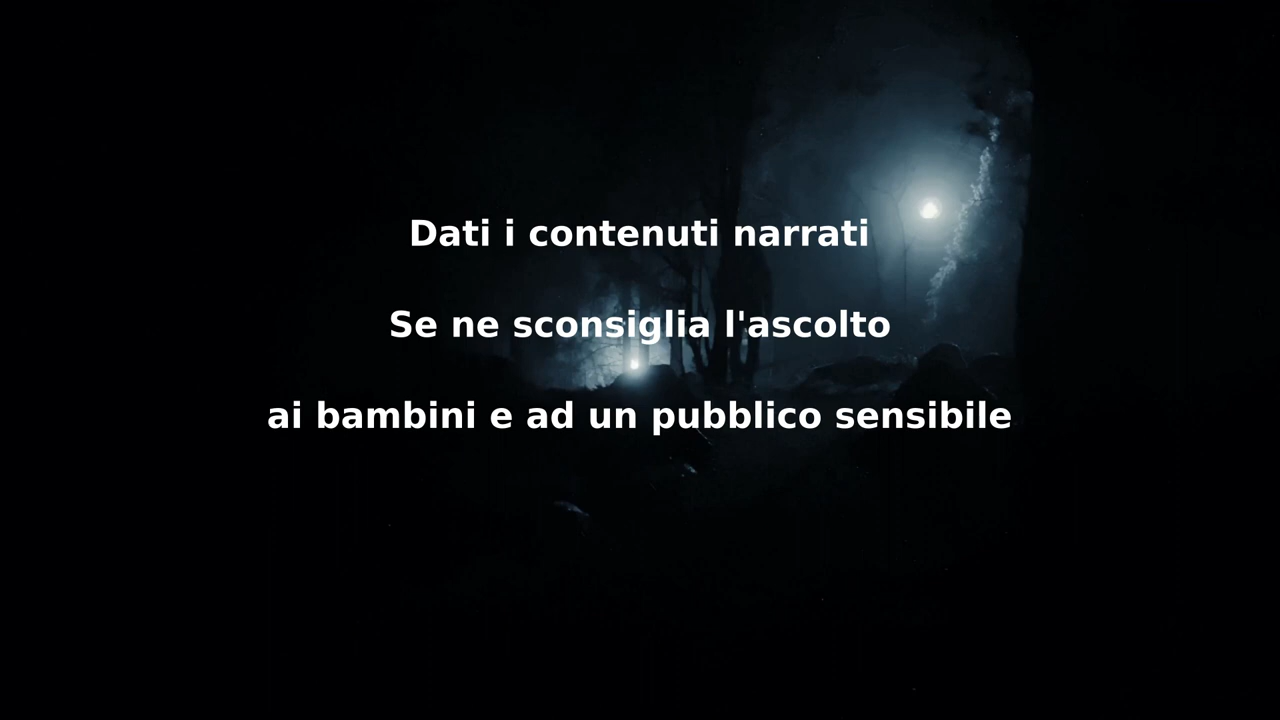 Dati i contenuti narrati
Se ne sconsiglia l'ascolto
ai bambini e ad un pubblico sensibile